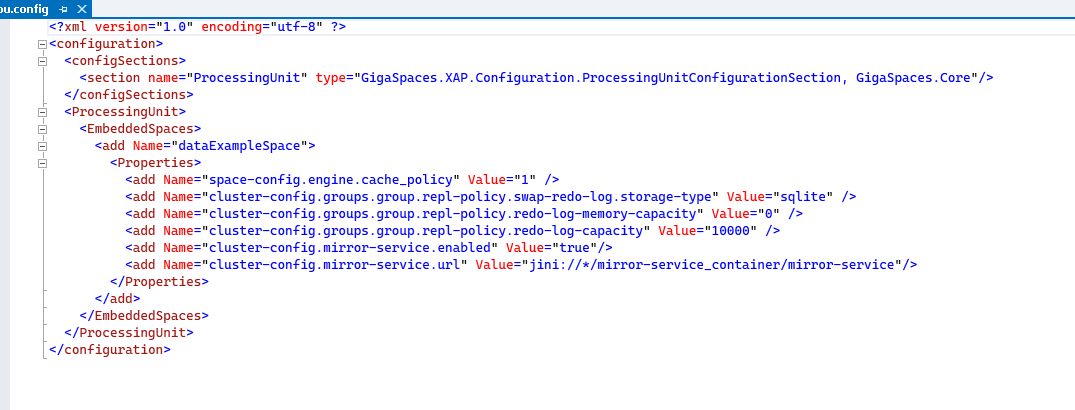 pu.config
<?xml version="1.0" encoding="utf-8" ?>
<configuration>
<configSections>
<section name="ProcessingUnit" type="GigaSpaces.XAP.Configuration.ProcessingUnitConfigurationSection, GigaSpaces.Core"/>
</configSections>
<ProcessingUnit>
<EmbeddedSpaces>
<add Name="dataExampleSpace">
<Properties>
<add Name="space-config.engine.cache_policy" Value="1" />
<add Name="cluster-config.groups.group.repl-policy.swap-redo-log.storage-type" Value="sqlite" />
<add Name="cluster-config.groups.group.repl-policy.redo-log-memory-capacity" Value="0" />
<add Name="cluster-config.groups.group.repl-policy.redo-log-capacity" Value="10000" />
<add Name="cluster-config.mirror-service.enabled" Value="true"/>
<add Name="cluster-config.mirror-service.url" Value="jini://*/mirror-service_container/mirror-service"/>
</Properties>
</add>
</EmbeddedSpaces>
</ProcessingUnit>
</configuration>